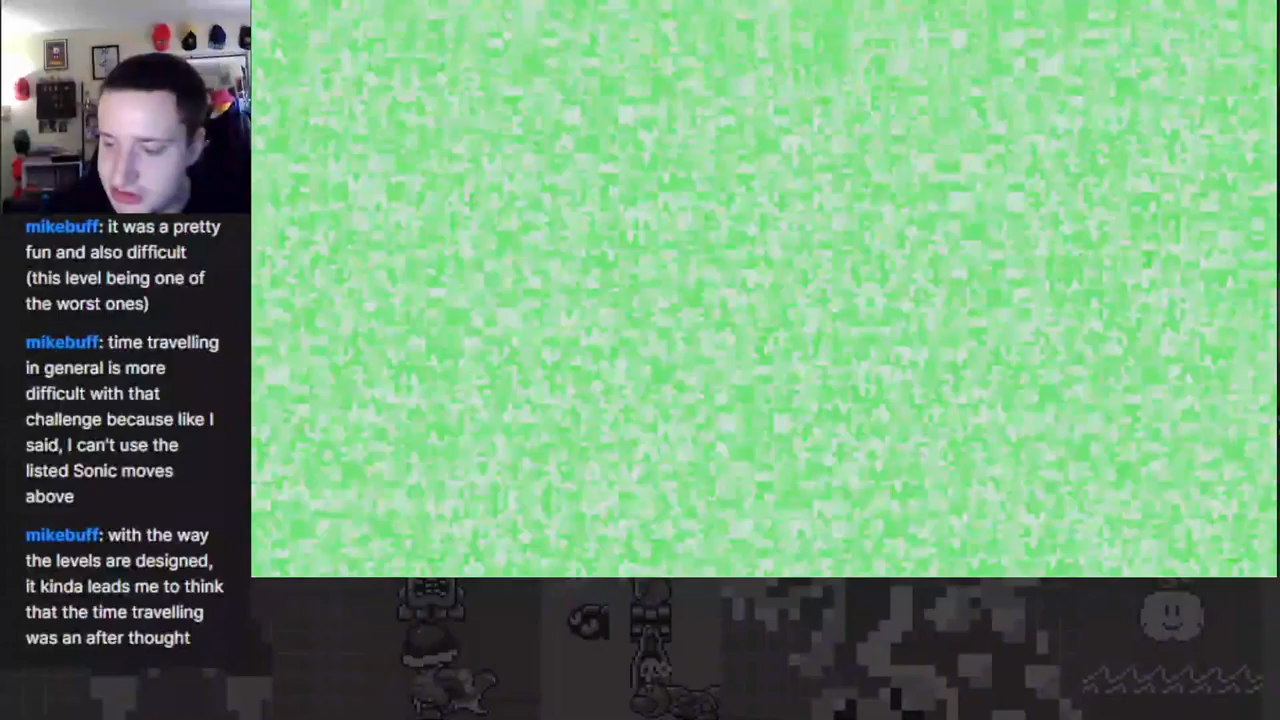 mikebuff: it was a pretty
fun and also difficult
(this level being one of
the worst ones)
mikebuff: time travelling
in general is more
difficult with that
challenge because like I
said, I can't use the
listed Sonic moves
above
mikebuff: with the way
the levels are designed,
it kinda leads me to think
that the time travelling
was an after thought